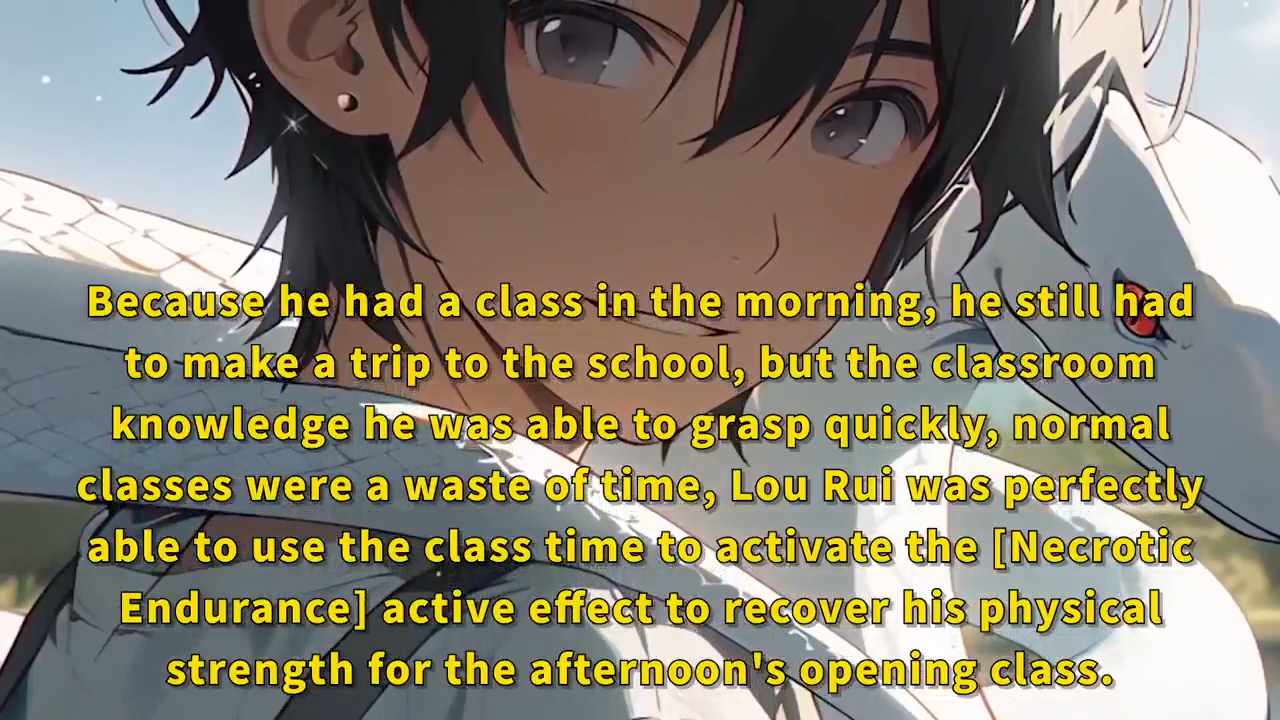 Because he had a class in the morning, he still had
to make a trip to the school, but the classroom
knowledge he was able to grasp quickly, normal
classes were a waste of time, Lou Rui was perfectly
able to use the class time to activate the [Necrotic
Endurance] active effect to recover his physical
strength for the afternoon's opening class.